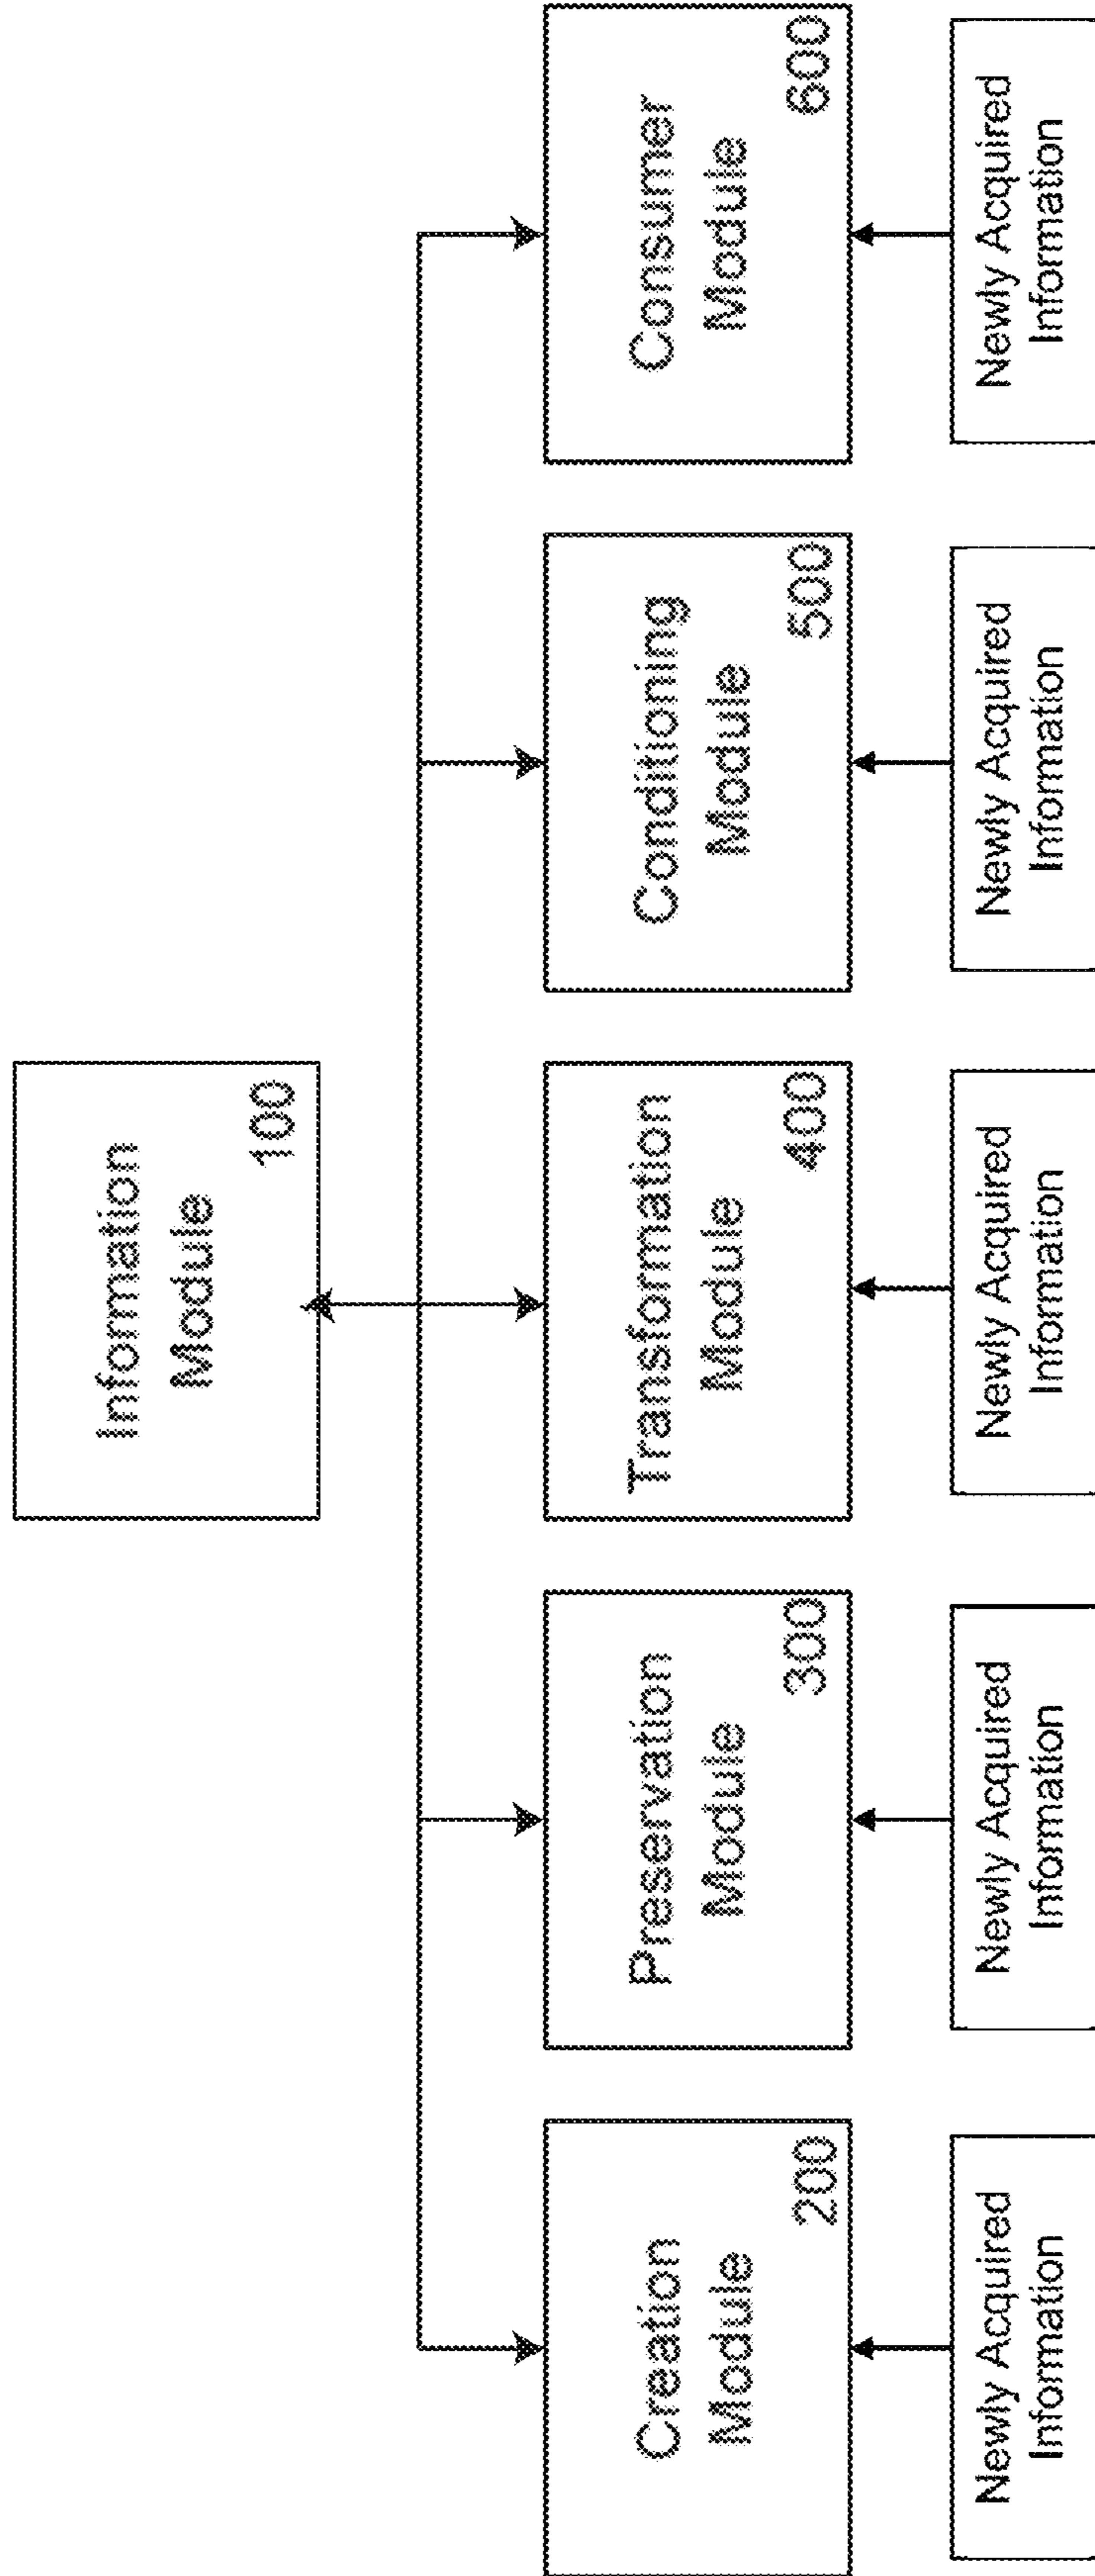 Information
Module
100
Creation
Module
200
Preservation
Module
300
Transformation
Module
400
Conditioning
Module
500
Consumer
Module
600
Newly Acquired
Information
Newly Acquired
Information
Newly Acquired
Information
Newly Acquired
Information
Newly Acquired
Information